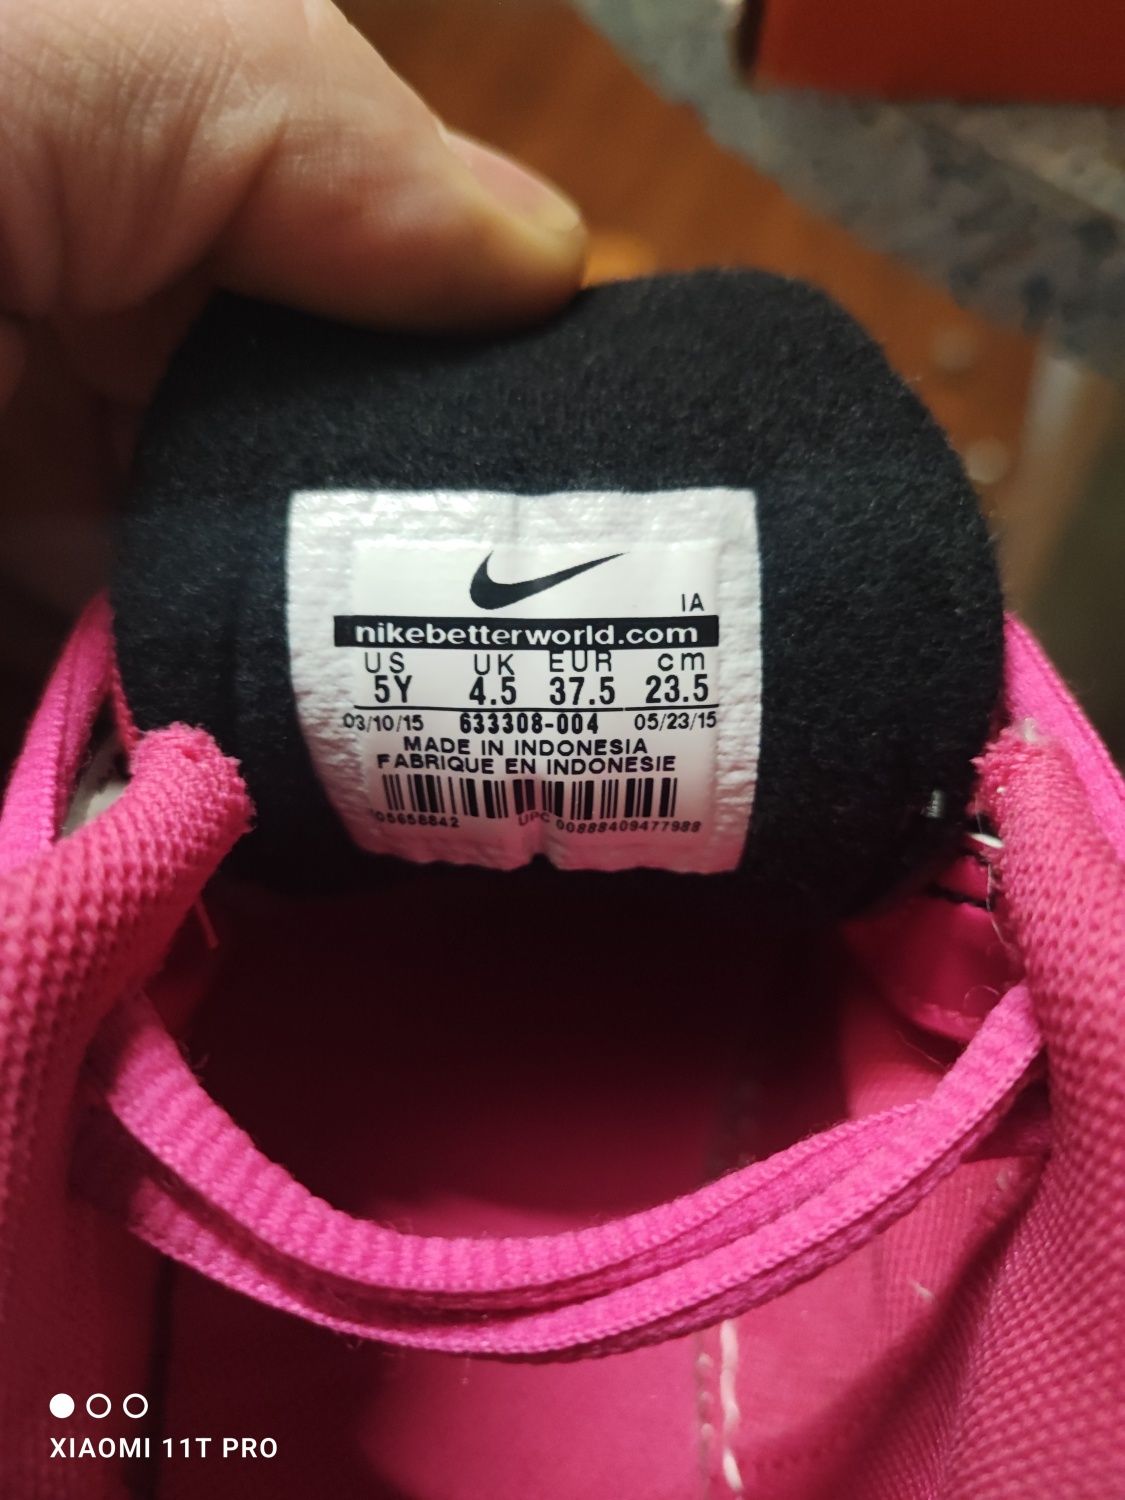 IA
nikebetterworld.com
US UK EUR cm
5Y 4.5 37.5 23.5
03/10/15 633308-004 05/23/15
MADE IN INDONESIA
FABRIQUE EN INDONESIE
UPC 00888409477988
XIAOMI 11T PRO